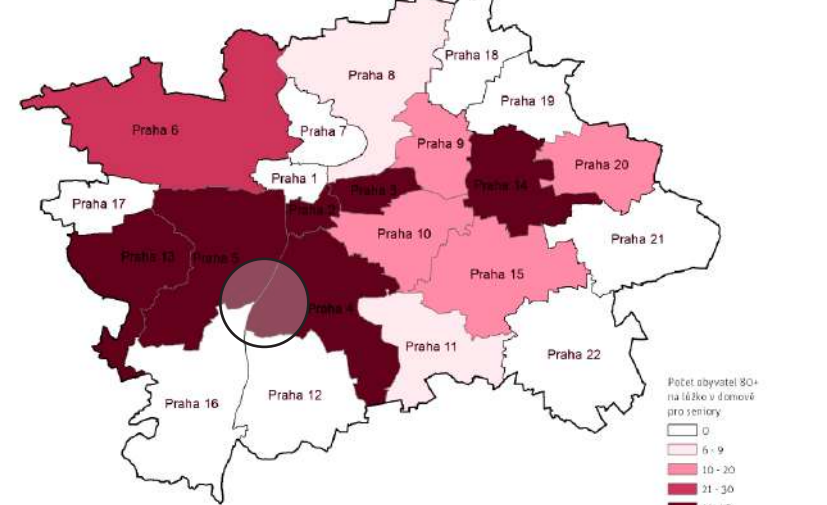 Praha 18
Praha 8
Praha 19
Praha 6
Praha 7
Praha 9
Praha 20
Praha 1
Praha 14
Praha 3
Praha 17
Praha 2
Praha 10
Praha 21
Praha 13
Praha 5
Praha 15
Praha 4
Praha 11
Praha 22
Praha 12
Praha 16
Počet obyvatel 80+
na lůžko v domově
pro seniory
0
6 - 9
10 - 20
21 - 30